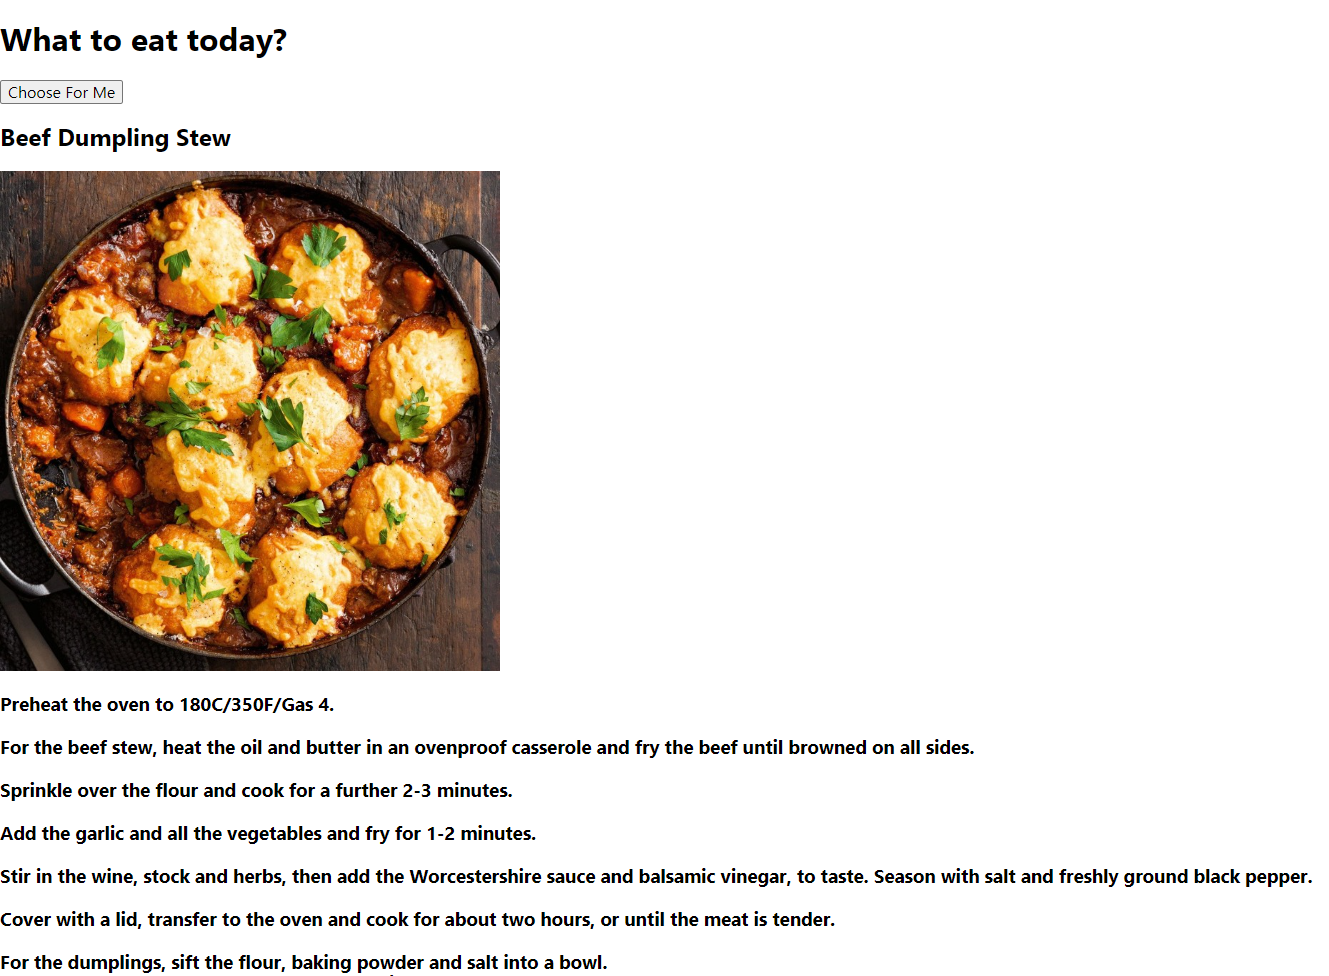 What to eat today?
Choose For Me
Beef Dumpling Stew
Preheat the oven to 180C/350F/Gas 4.
For the beef stew, heat the oil and butter in an ovenproof casserole and fry the beef until browned on all sides.
Sprinkle over the flour and cook for a further 2-3 minutes.
Add the garlic and all the vegetables and fry for 1-2 minutes.
Stir in the wine, stock and herbs, then add the Worcestershire sauce and balsamic vinegar, to taste. Season with salt and freshly ground black pepper.
Cover with a lid, transfer to the oven and cook for about two hours, or until the meat is tender.
For the dumplings, sift the flour, baking powder and salt into a bowl.